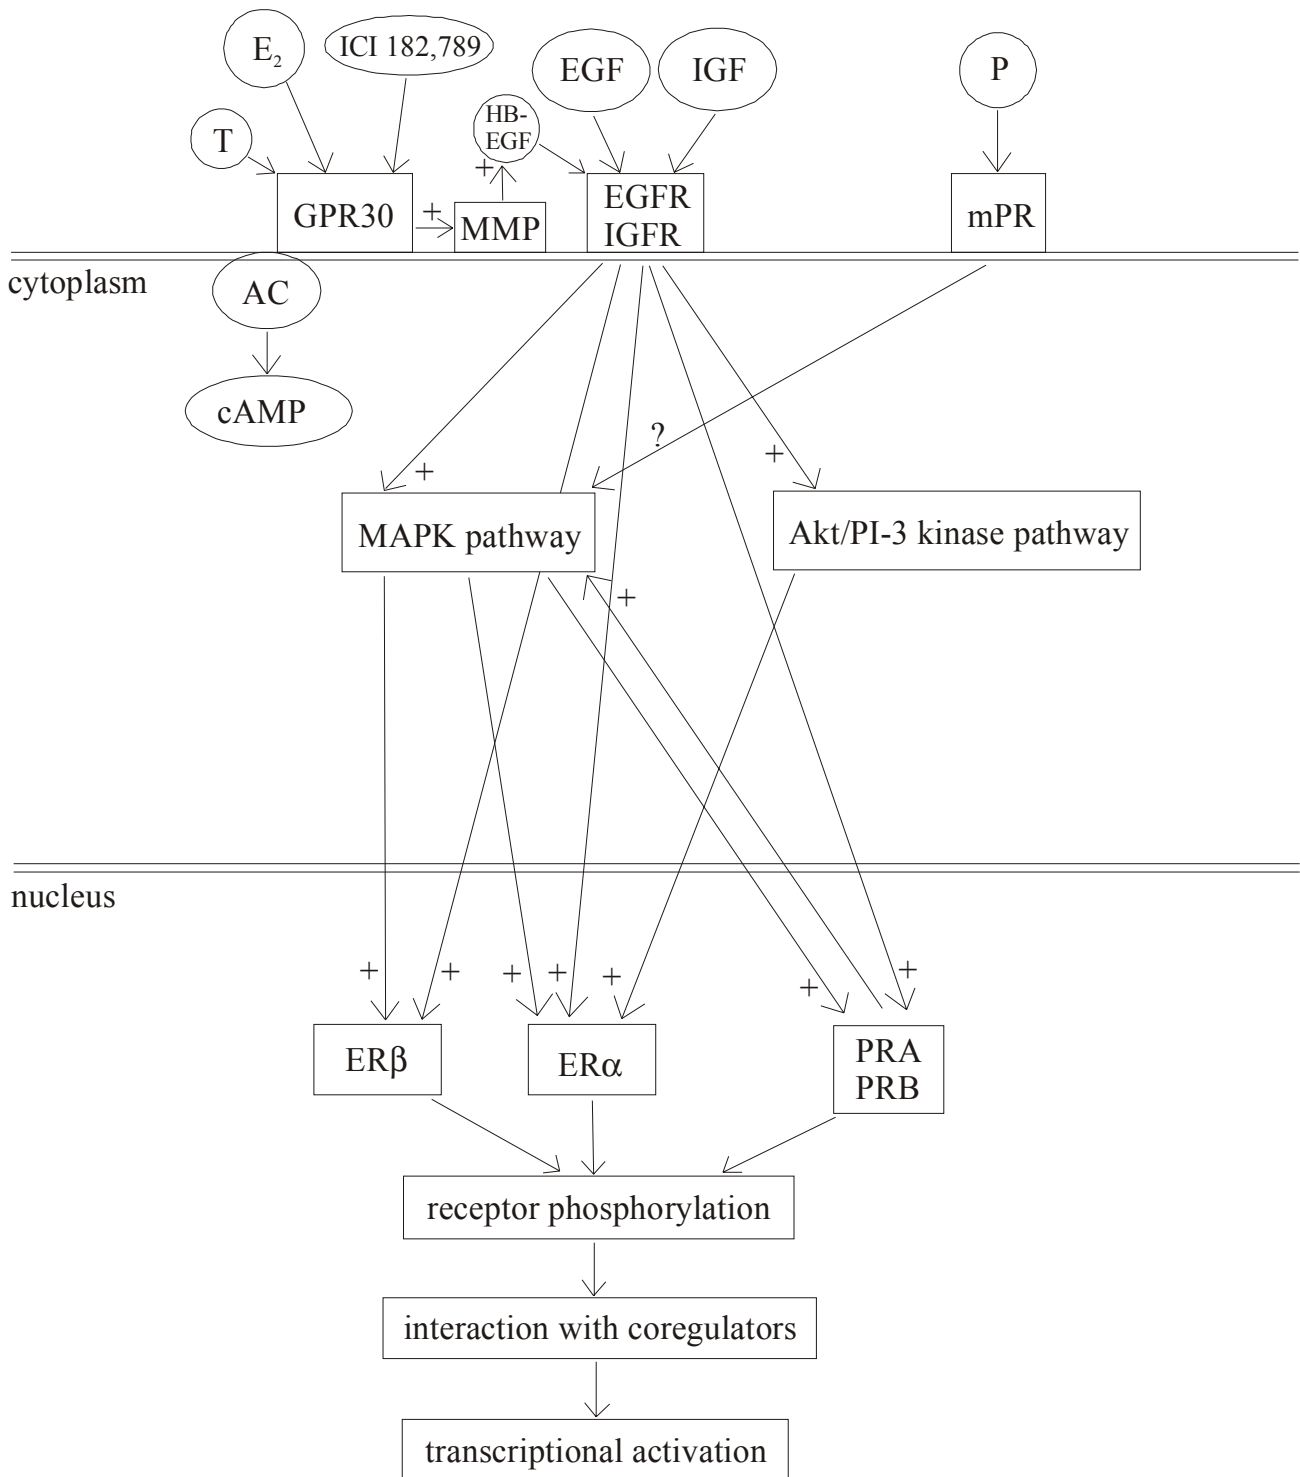 E₂
ICI 182,789
EGF
IGF
P
T
HB-
EGF
+
GPR30
+
MMP
EGFR
IGFR
mPR
cytoplasm
AC
cAMP
?
+
+
MAPK pathway
Akt/PI-3 kinase pathway
+
nucleus
+
+
+
+
+
+
+
ERβ
ERα
PRA
PRB
receptor phosphorylation
interaction with coregulators
transcriptional activation